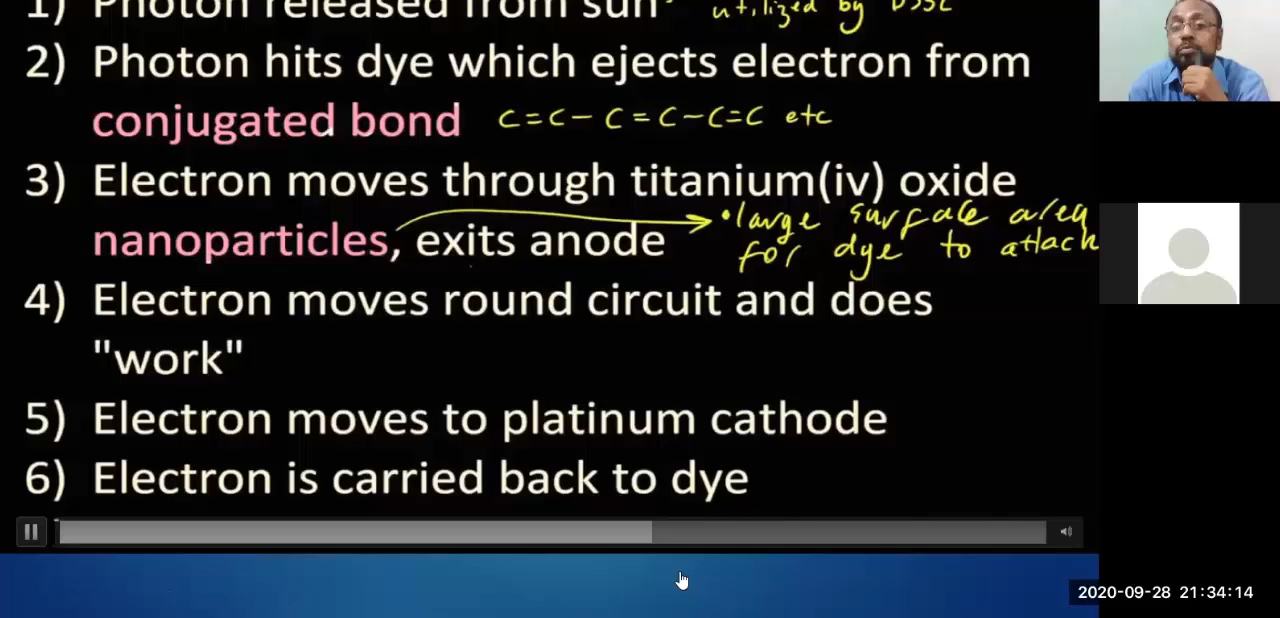 1) Photon released from sun utilized by DSSC
2) Photon hits dye which ejects electron from
conjugated bond C=C-C=C-C=C etc
3) Electron moves through titanium(iv) oxide
nanoparticles, exits anode
• large surface area
for dye to attach
4) Electron moves round circuit and does
"work"
5) Electron moves to platinum cathode
6) Electron is carried back to dye
2020-09-28 21:34:14